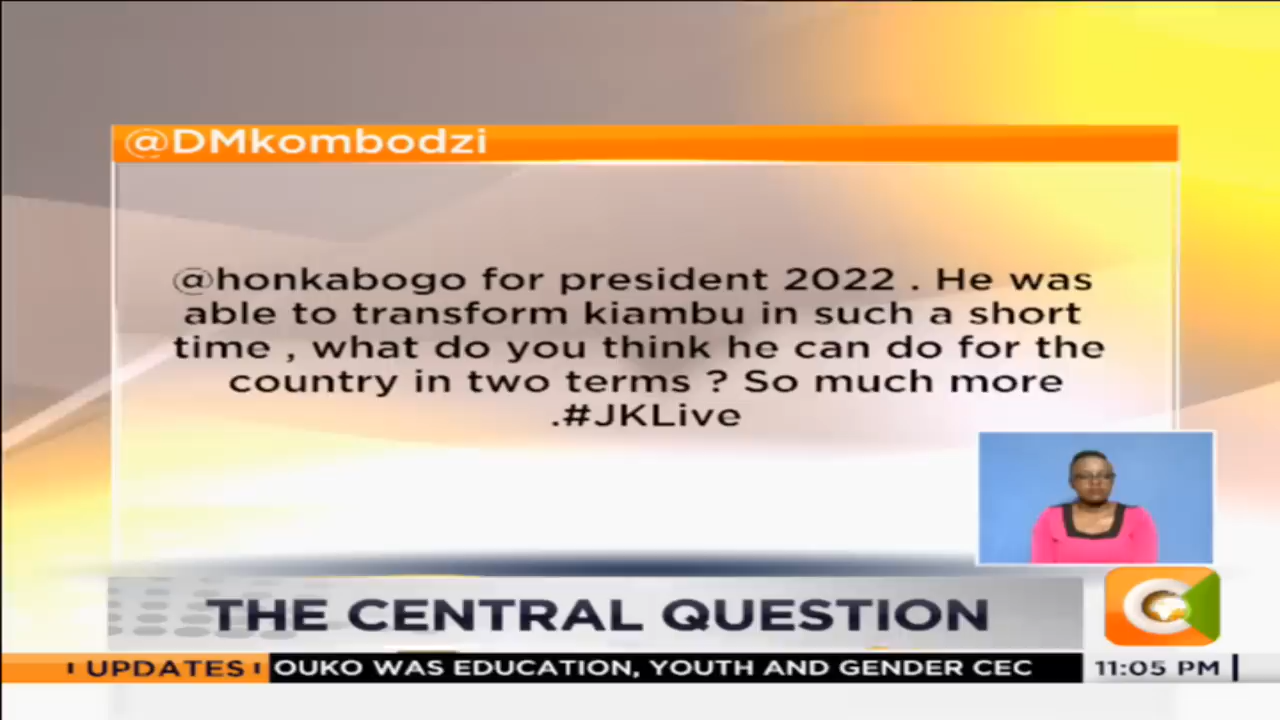 @DMkombodzi
@honkabogo for president 2022 . He was
able to transform kiambu in such a short
time , what do you think he can do for the
country in two terms ? So much more
.#JKLive
THE CENTRAL QUESTION
UPDATES
OUKO WAS EDUCATION, YOUTH AND GENDER CEC
11:05 PM